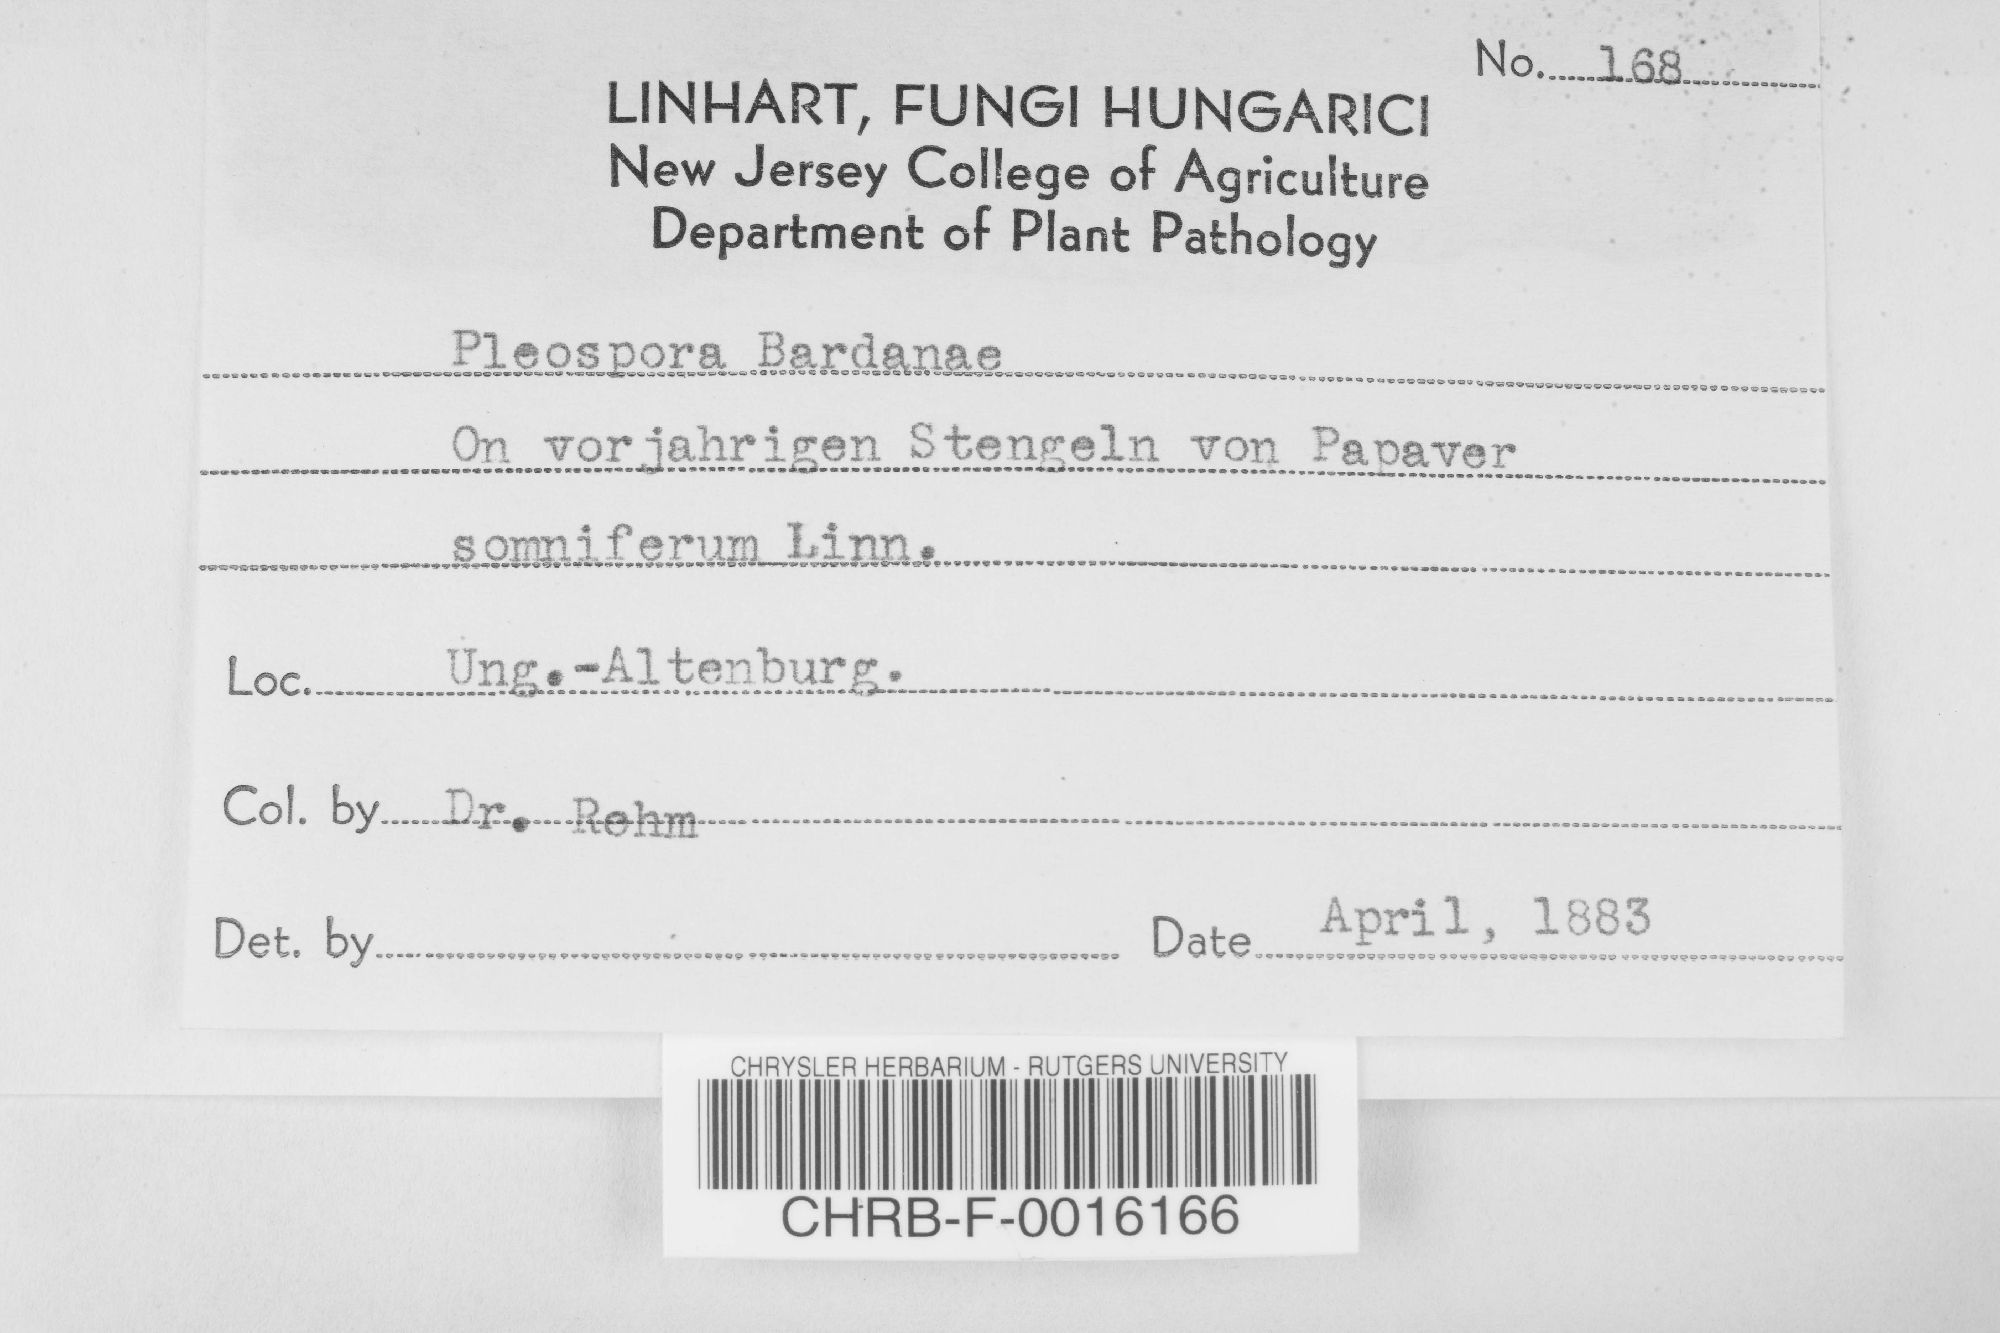 No. 168
LINHART, FUNGI HUNGARICI
New Jersey College of Agriculture
Department of Plant Pathology
Pleospora Bardanae
On vorjahrigen Stengeln von Papaver
somniferum Linn.
Loc. Ung.-Altenburg.
Col. by Dr. Rehm
Det. by Date April, 1883
CHRYSLER HERBARIUM - RUTGERS UNIVERSITY
CHRB-F-0016166